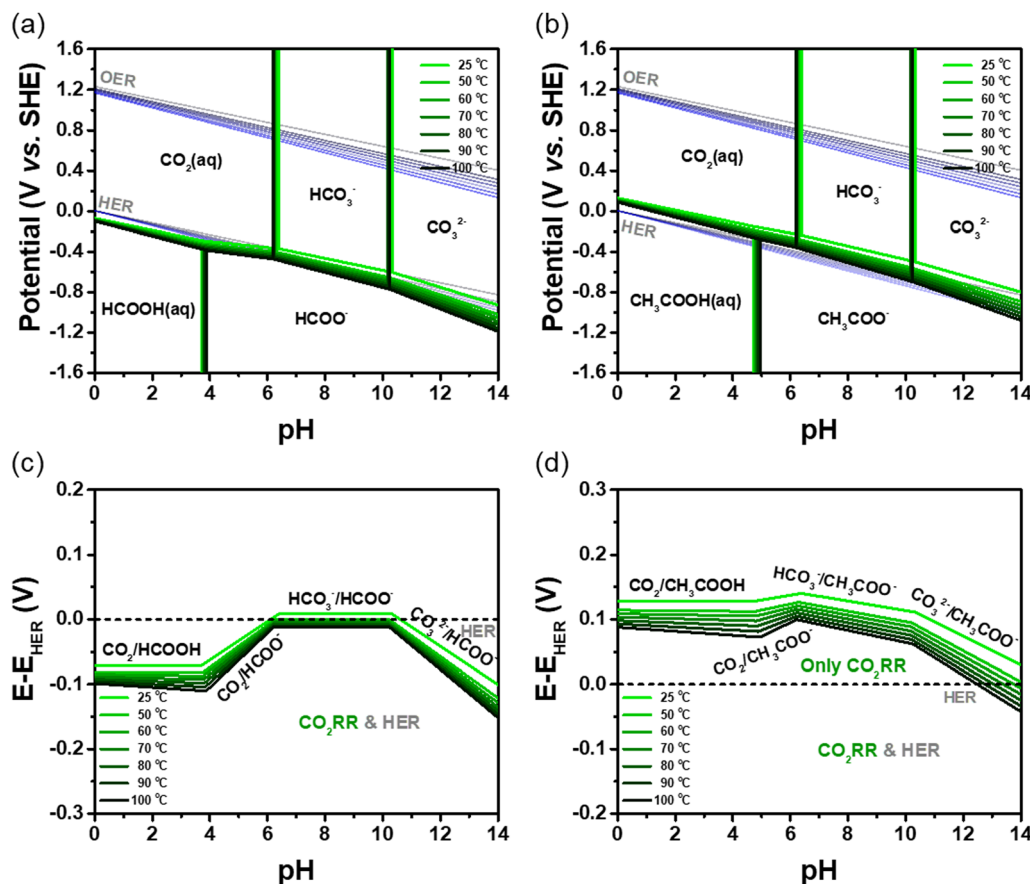 (a)
Potential (V vs. SHE)
1.6
1.2
0.8
0.4
0.0
-0.4
-0.8
-1.2
-1.6
OER
CO₂(aq)
HCO₃⁻
CO₃²⁻
HER
HCOOH(aq)
HCOO⁻
25 °C
50 °C
60 °C
70 °C
80 °C
90 °C
100 °C
0 2 4 6 8 10 12 14
pH
(b)
Potential (V vs. SHE)
1.6
1.2
0.8
0.4
0.0
-0.4
-0.8
-1.2
-1.6
OER
CO₂(aq)
HCO₃⁻
CO₃²⁻
HER
CH₃COOH(aq)
CH₃COO⁻
25 °C
50 °C
60 °C
70 °C
80 °C
90 °C
100 °C
0 2 4 6 8 10 12 14
pH
(c)
E-E_HER (V)
0.2
0.1
0.0
-0.1
-0.2
-0.3
HCO₃⁻/HCOO⁻
CO₃²⁻/HCOO⁻
HER
CO₂/HCOOH
CO₂/HCOO⁻
CO₂RR & HER
25 °C
50 °C
60 °C
70 °C
80 °C
90 °C
100 °C
0 2 4 6 8 10 12 14
pH
(d)
E-E_HER (V)
0.3
0.2
0.1
0.0
-0.1
-0.2
CO₂/CH₃COOH
HCO₃⁻/CH₃COO⁻
CO₃²⁻/CH₃COO⁻
CO₂/CH₃COO⁻
Only CO₂RR
HER
CO₂RR & HER
25 °C
50 °C
60 °C
70 °C
80 °C
90 °C
100 °C
0 2 4 6 8 10 12 14
pH